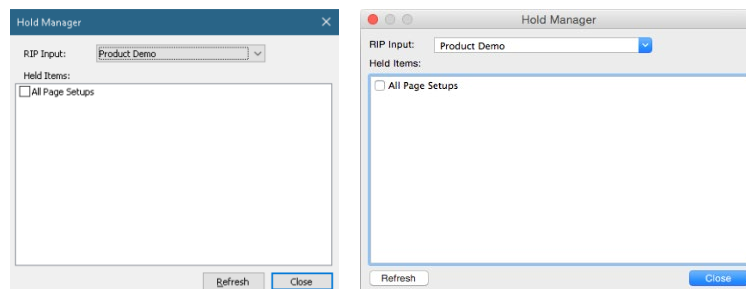 Hold Manager
RIP Input: Product Demo
Held Items:
All Page Setups
Refresh Close
Hold Manager
RIP Input: Product Demo
Held Items:
All Page Setups
Refresh Close